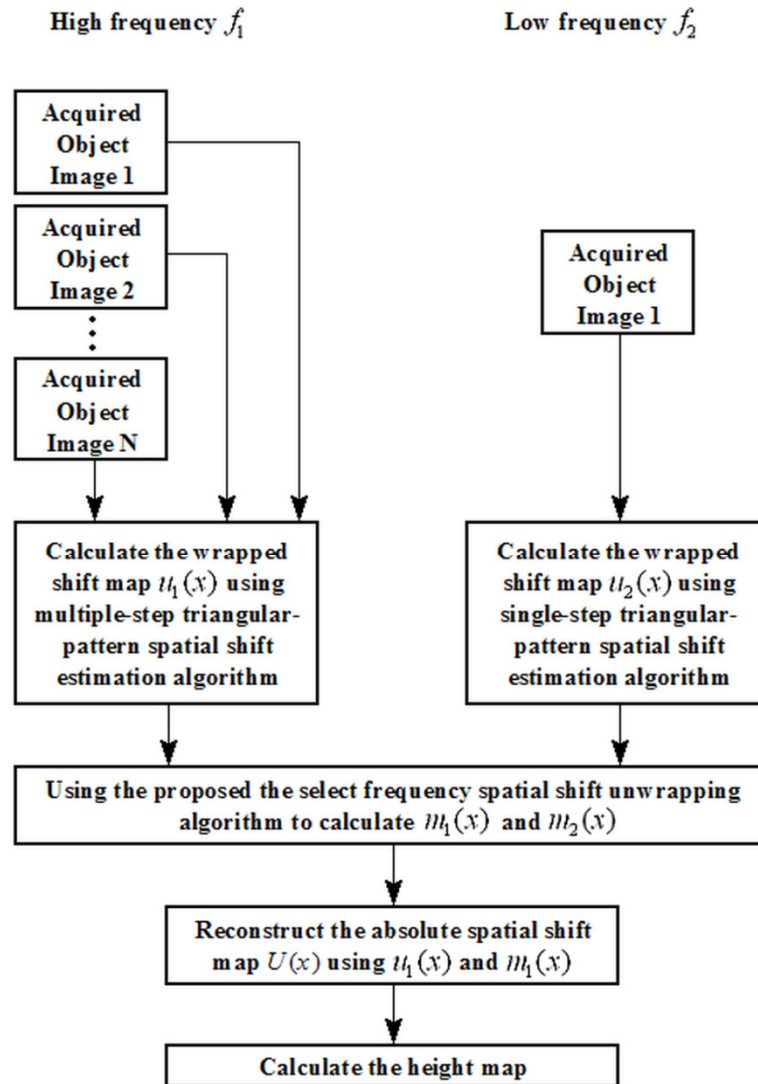 High frequency f₁
Low frequency f₂
Acquired
Object
Image 1
Acquired
Object
Image 2
Acquired
Object
Image N
Acquired
Object
Image 1
Calculate the wrapped
shift map u₁(x) using
multiple-step triangular-
pattern spatial shift
estimation algorithm
Calculate the wrapped
shift map u₂(x) using
single-step triangular-
pattern spatial shift
estimation algorithm
Using the proposed the select frequency spatial shift unwrapping
algorithm to calculate m₁(x) and m₂(x)
Reconstruct the absolute spatial shift
map U(x) using u₁(x) and m₁(x)
Calculate the height map